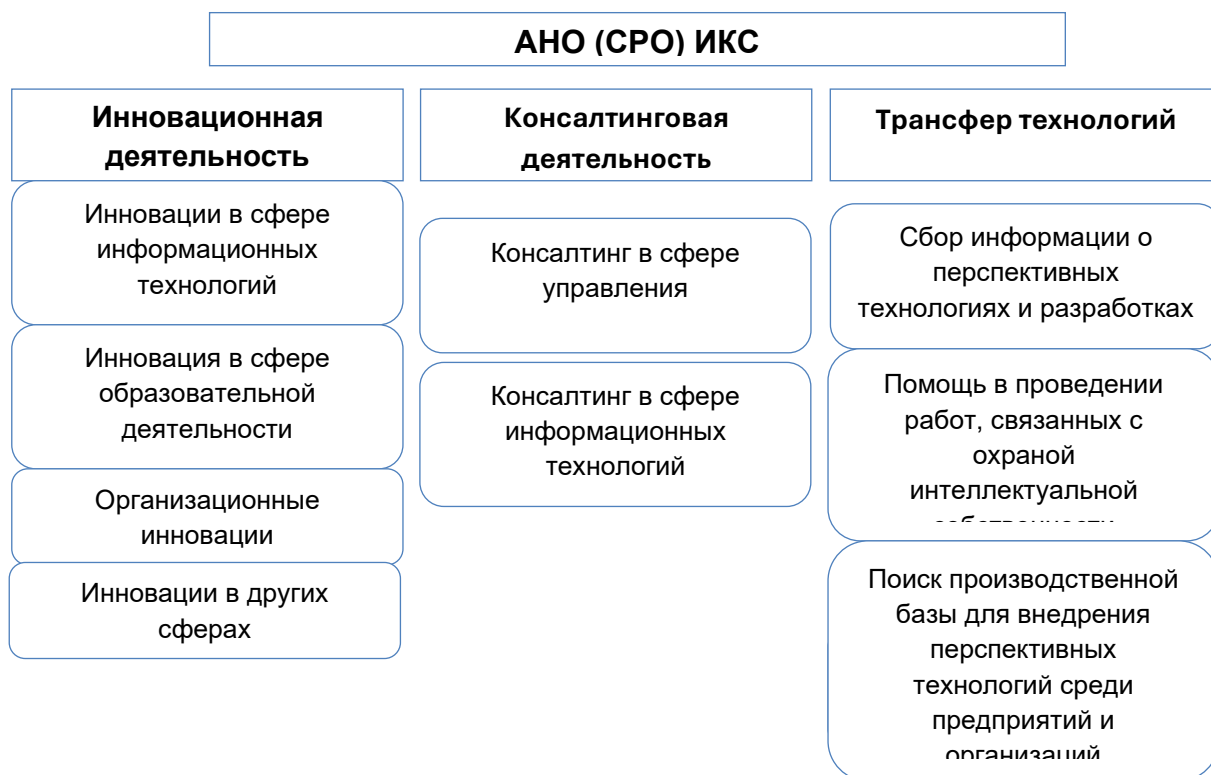 АНО (СРО) ИКС
Инновационная
деятельность
Инновации в сфере
информационных
технологий
Инновация в сфере
образовательной
деятельности
Организационные
инновации
Инновации в других
сферах
Консалтинговая
деятельность
Консалтинг в сфере
управления
Консалтинг в сфере
информационных
технологий
Трансфер технологий
Сбор информации о
перспективных
технологиях и разработках
Помощь в проведении
работ, связанных с
охраной
интеллектуальной
собственности
Поиск производственной
базы для внедрения
перспективных
технологий среди
предприятий и
организаций